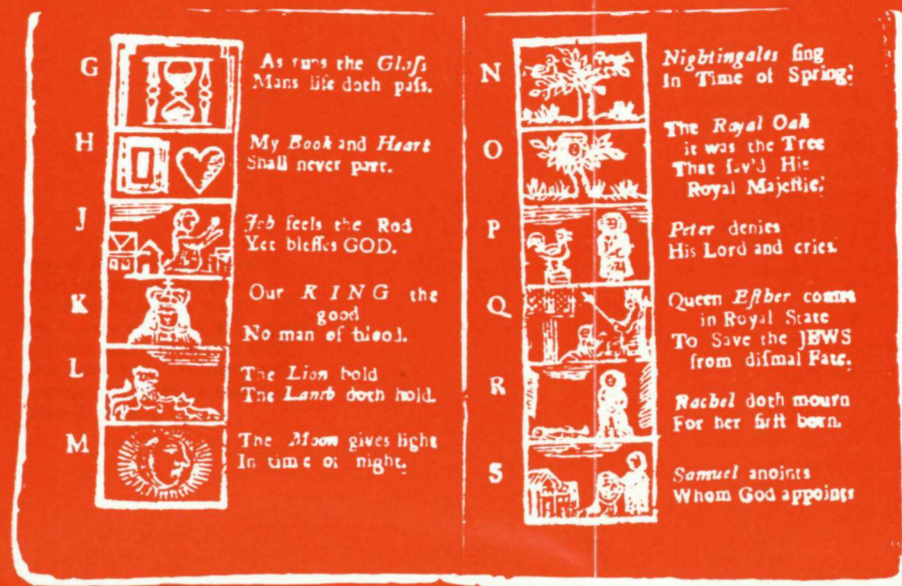 G
As runs the Glaſs
Mans life doth paſs.
H
My Book and Heart
Shall never part.
J
Job feels the Rod
Yet bleſſes GOD.
K
Our KING the
good
No man of blood.
L
The Lion bold
The Lamb doth hold.
M
The Moon gives light
In time of night.
N
Nightingales ſing
In Time of Spring.
O
The Royal Oak
it was the Tree
That ſav'd His
Royal Majeſtie.
P
Peter denies
His Lord and cries.
Q
Queen Eſther comes
in Royal State
To Save the JEWS
from diſmal Fate.
R
Rachel doth mourn
For her firſt born.
S
Samuel anoints
Whom God appoints